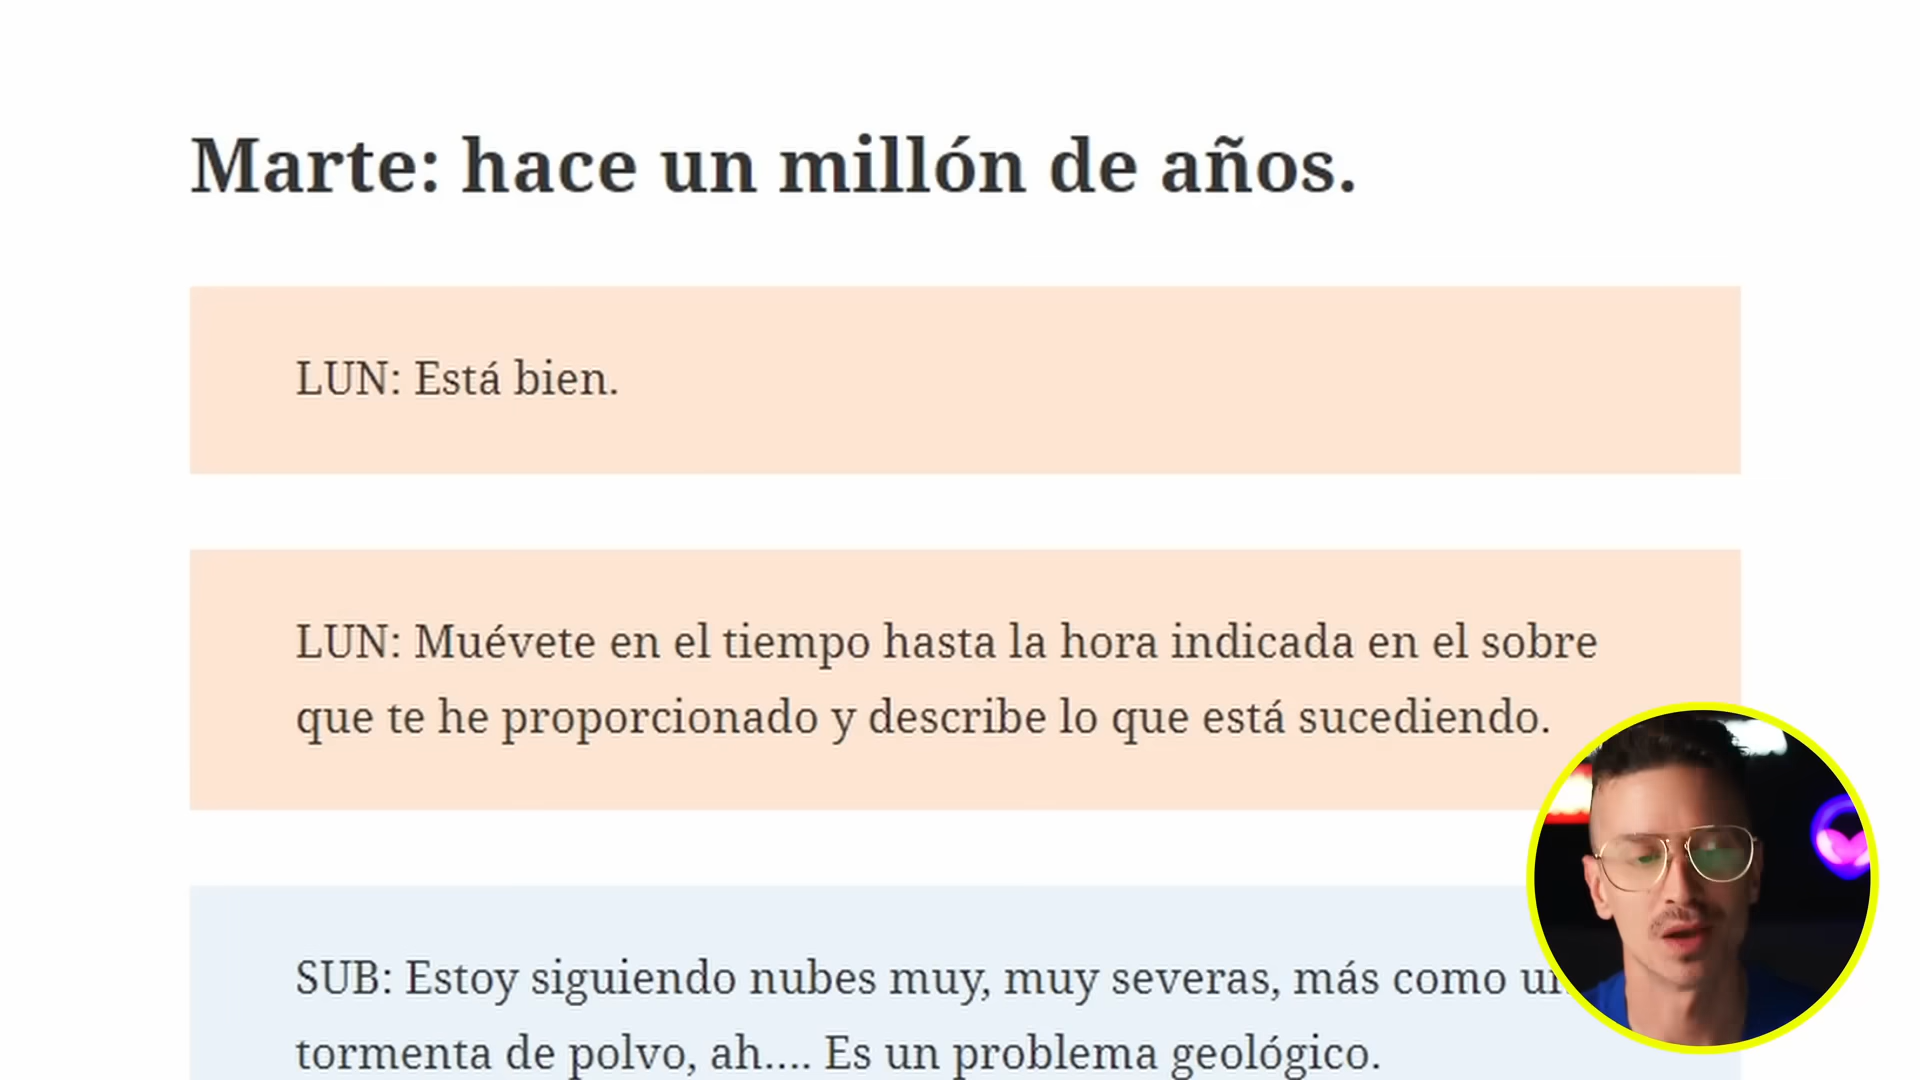 Marte: hace un millón de años.
LUN: Está bien.
LUN: Muévete en el tiempo hasta la hora indicada en el sobre
que te he proporcionado y describe lo que está sucediendo.
SUB: Estoy siguiendo nubes muy, muy severas, más como
tormenta de polvo, ah.... Es un problema geológico.